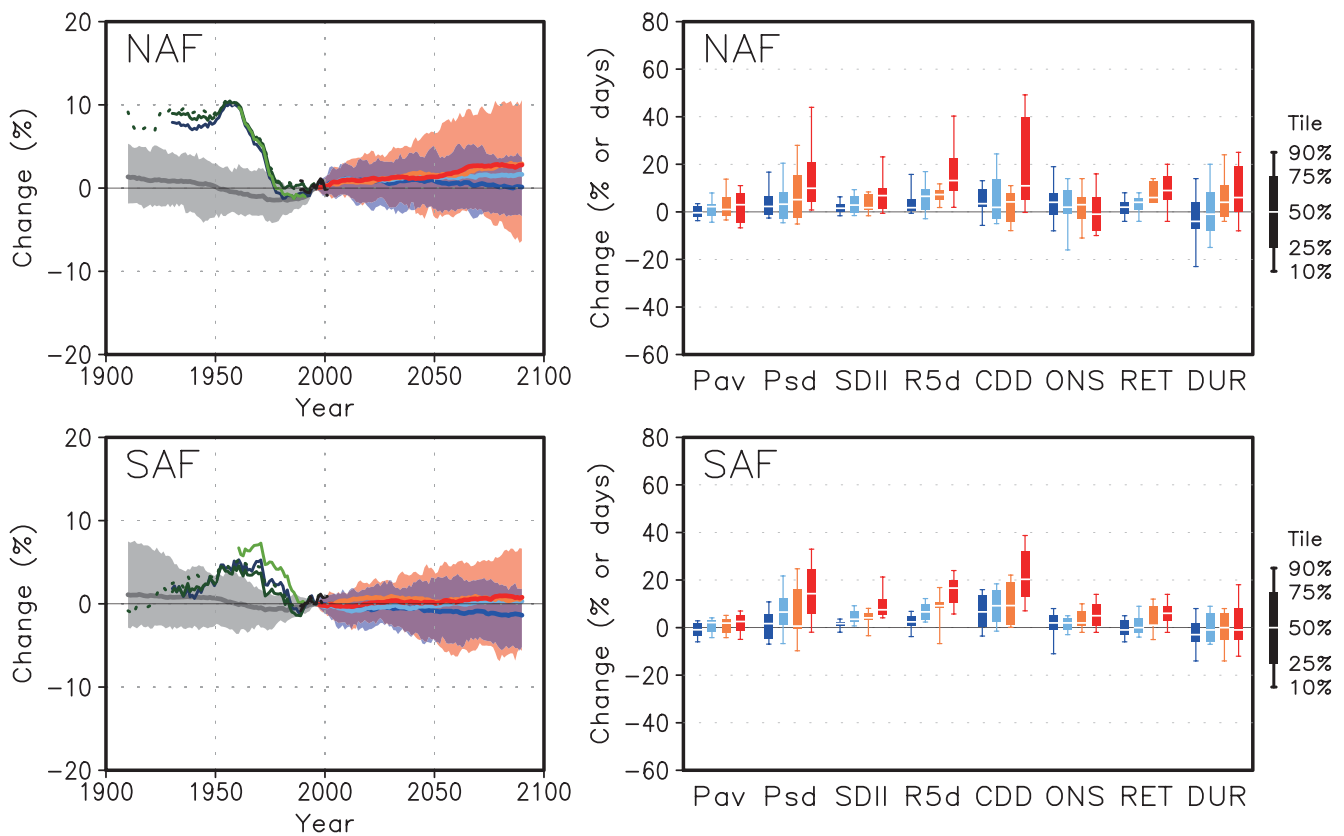 NAF
Change (%)
20
10
0
−10
−20
1900 1950 2000 2050 2100
Year
NAF
Change (% or days)
80
60
40
20
0
−20
−40
−60
Pav Psd SDII R5d CDD ONS RET DUR
Tile
90%
75%
50%
25%
10%
SAF
Change (%)
20
10
0
−10
−20
1900 1950 2000 2050 2100
Year
SAF
Change (% or days)
80
60
40
20
0
−20
−40
−60
Pav Psd SDII R5d CDD ONS RET DUR
Tile
90%
75%
50%
25%
10%